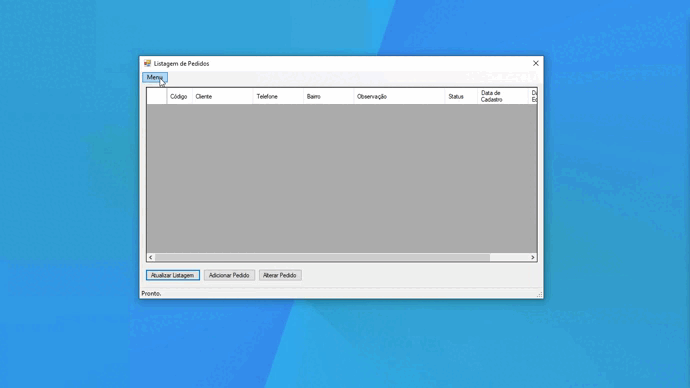 Listagem de Pedidos
Menu
Código Cliente Telefone Bairro Observação Status Data de
Cadastro
Atualizar Listagem Adicionar Pedido Alterar Pedido
Pronto.